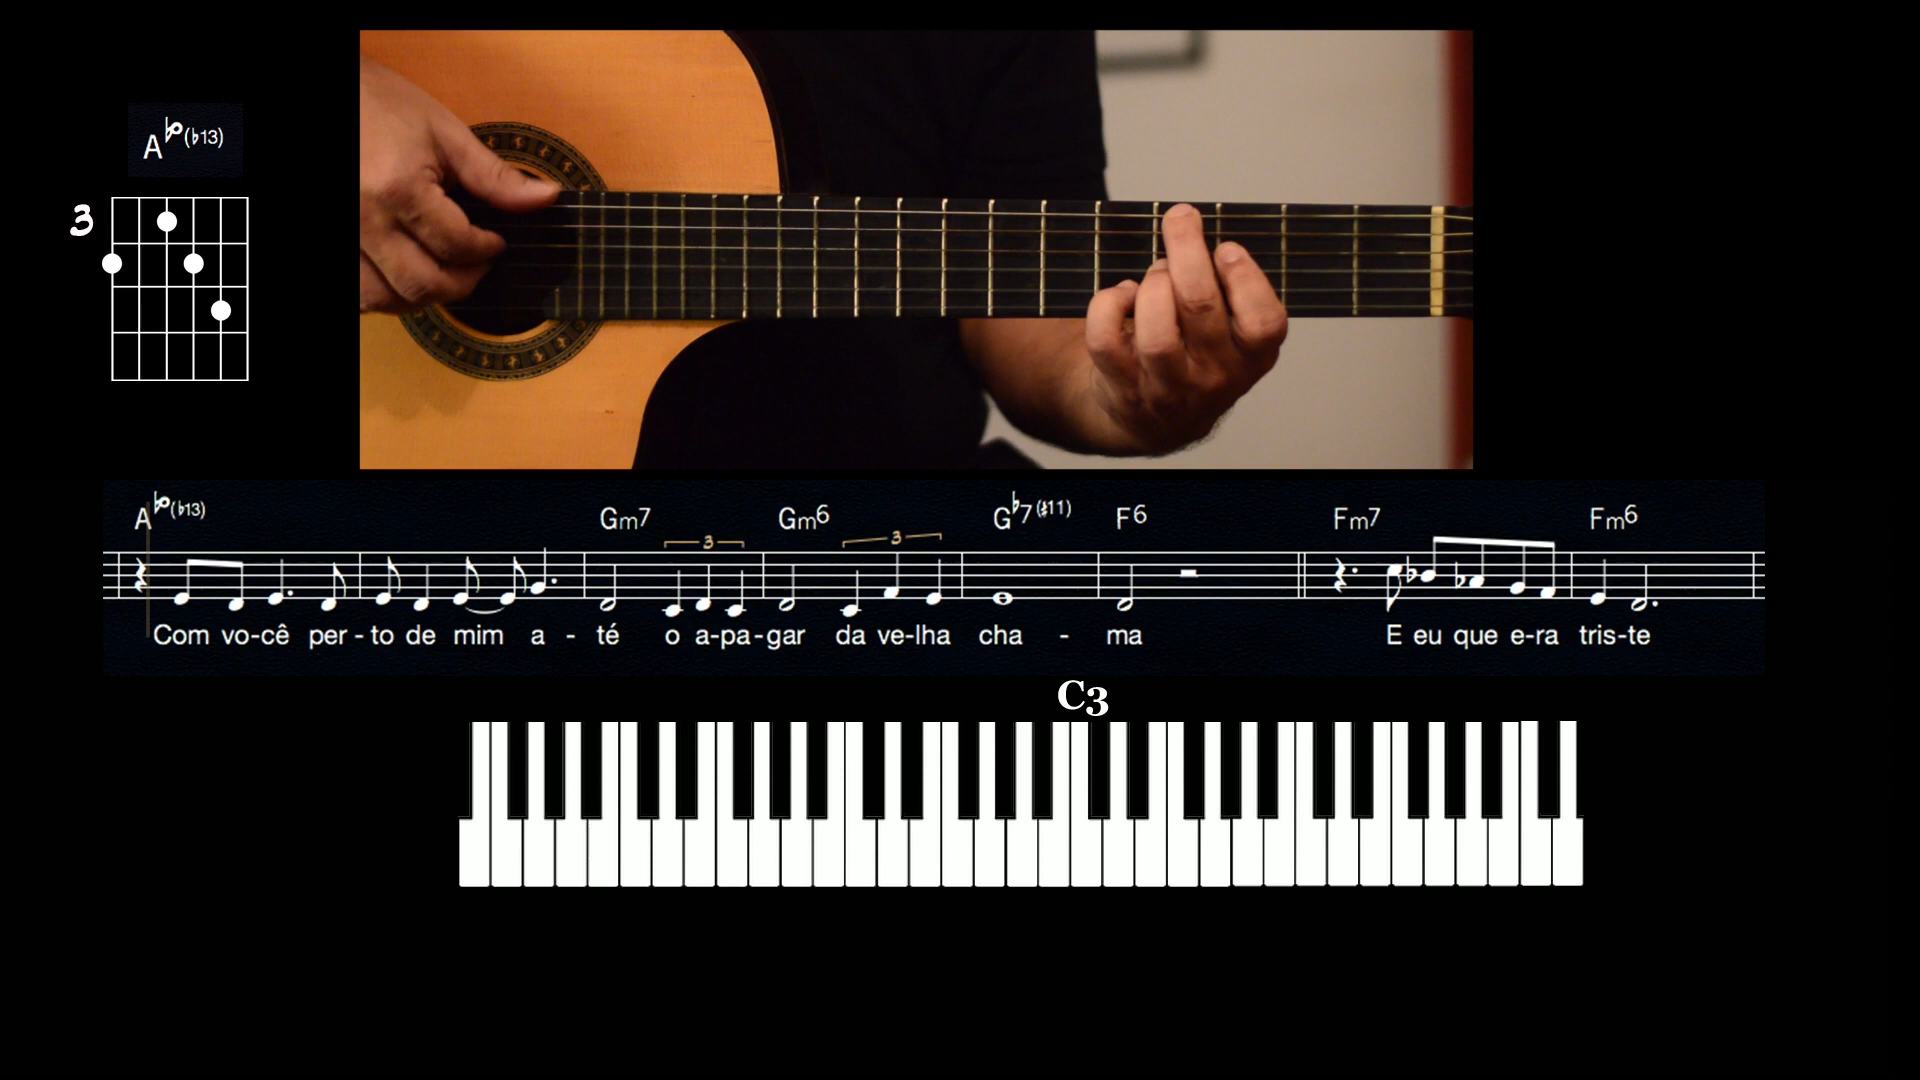 A♭°(♭13)
3
A♭°(♭13) Gm7 Gm6 G♭7(♯11) F6 Fm7 Fm6
3 3
Com vo-cê per-to de mim a - té o a-pa-gar da ve-lha cha - ma E eu que e-ra tris-te
C3